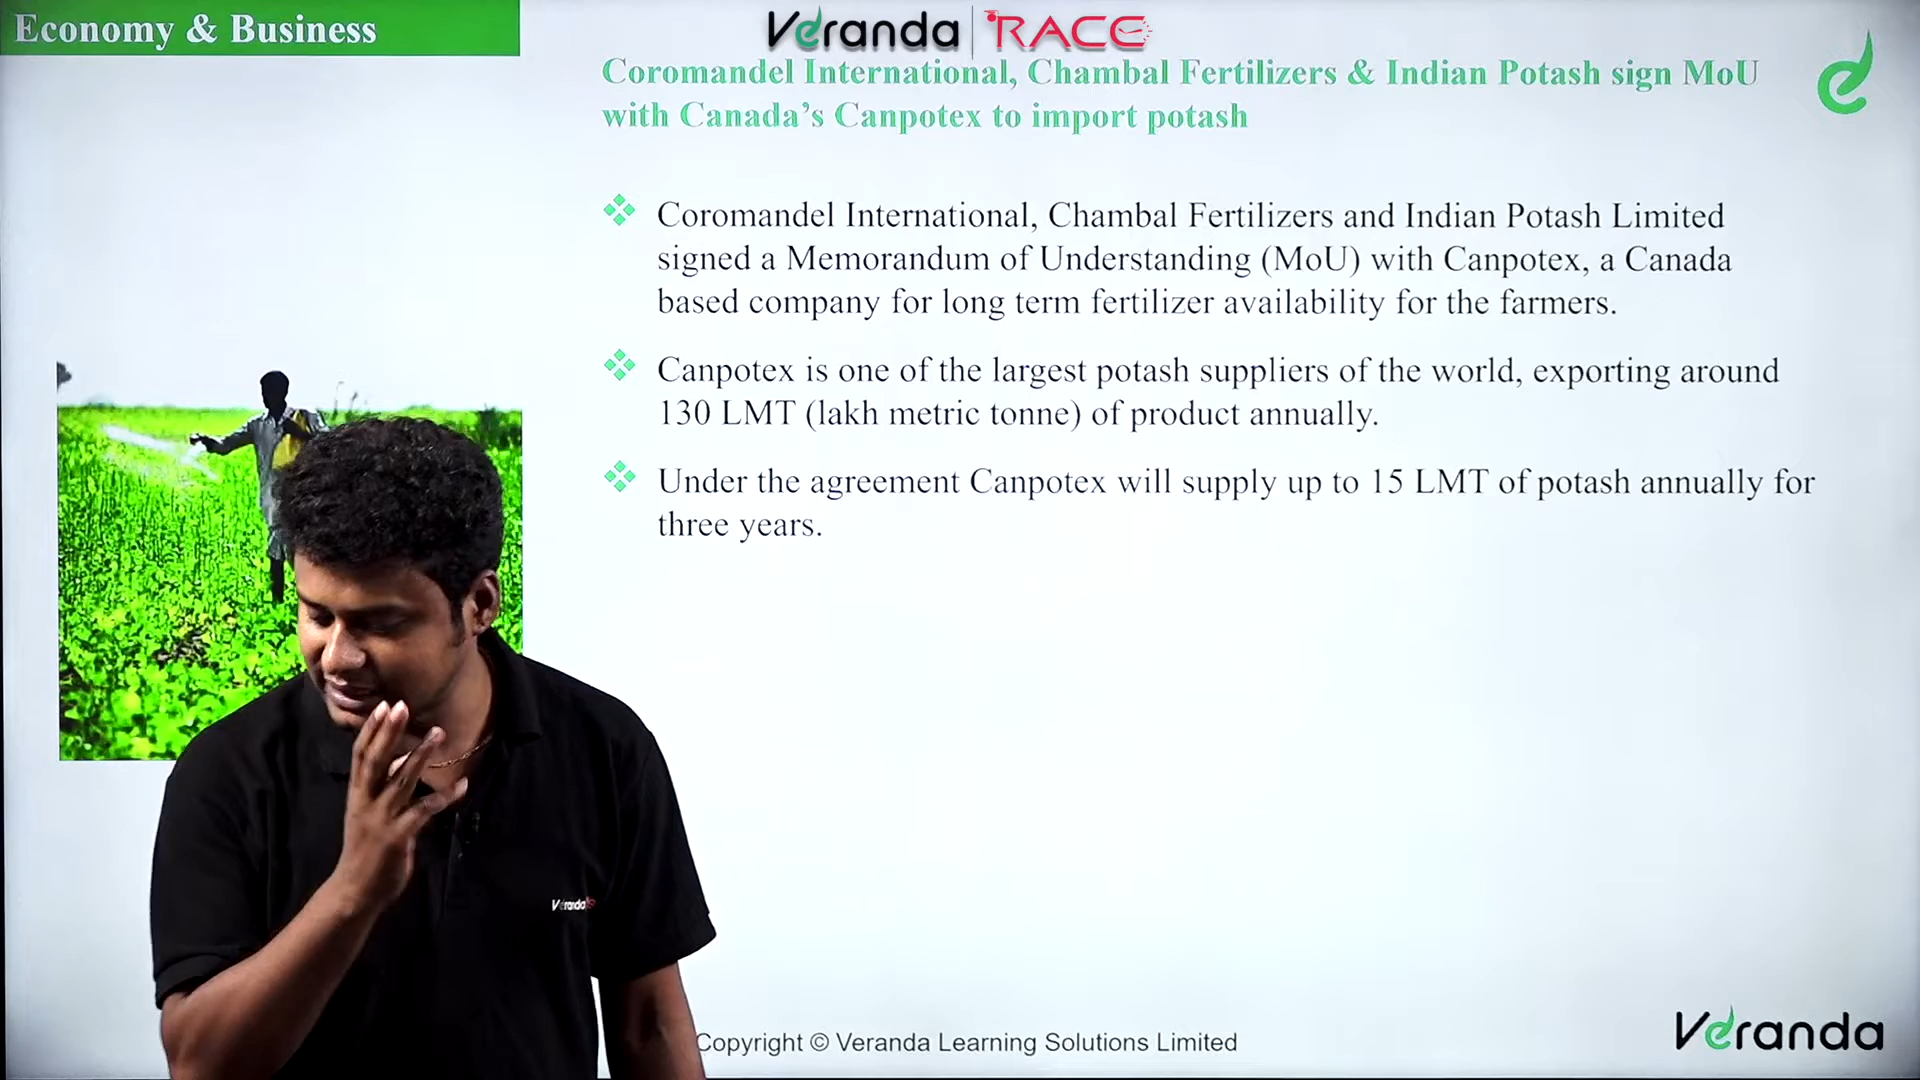 Economy & Business
Veranda RACE
Coromandel International, Chambal Fertilizers & Indian Potash sign MoU
with Canada’s Canpotex to import potash
Coromandel International, Chambal Fertilizers and Indian Potash Limited
signed a Memorandum of Understanding (MoU) with Canpotex, a Canada
based company for long term fertilizer availability for the farmers.
Canpotex is one of the largest potash suppliers of the world, exporting around
130 LMT (lakh metric tonne) of product annually.
Under the agreement Canpotex will supply up to 15 LMT of potash annually for
three years.
Veranda
Copyright © Veranda Learning Solutions Limited
Veranda